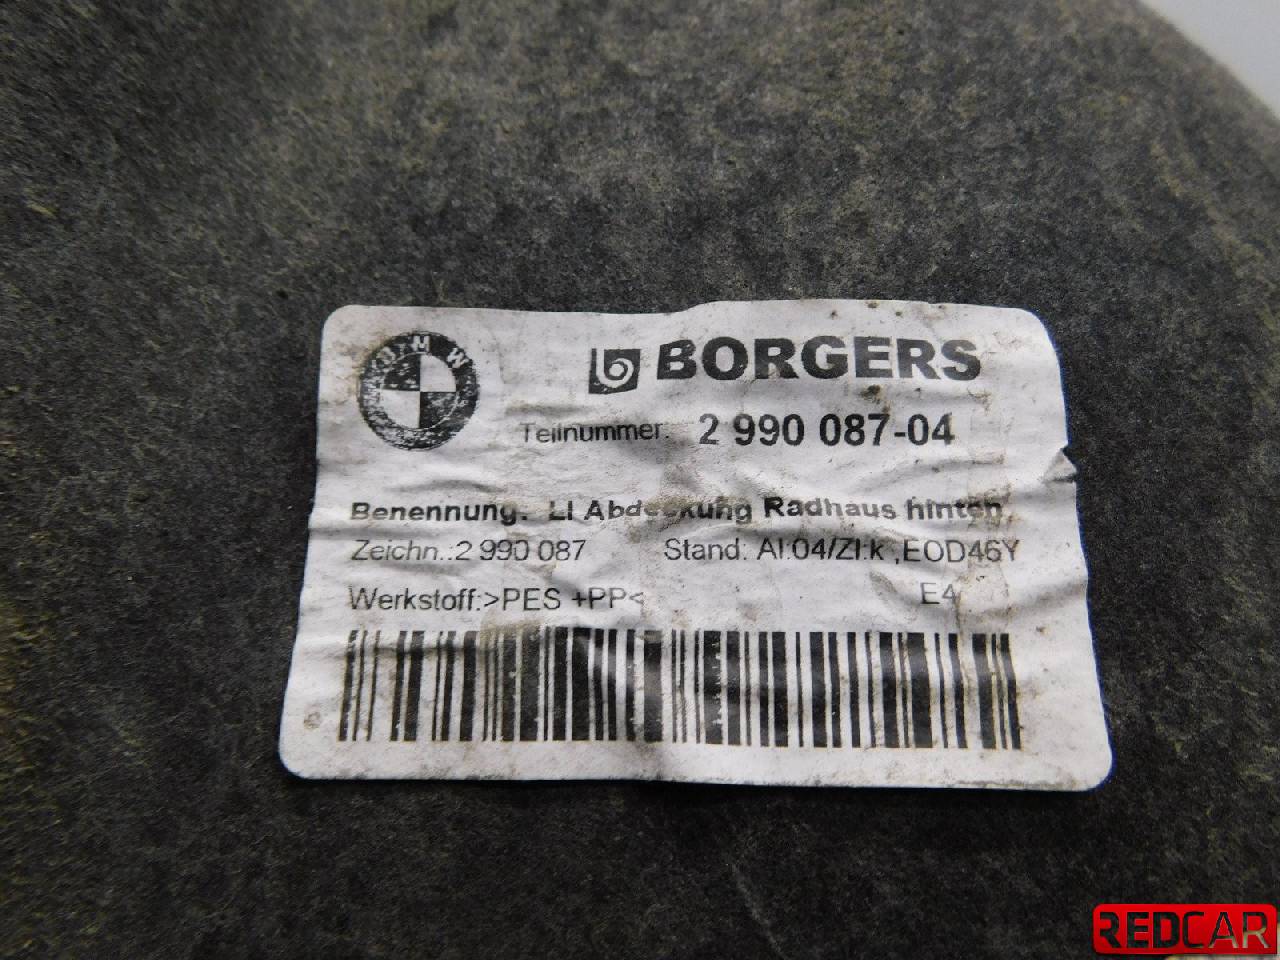 BMW
BORGERS
Teilnummer: 2 990 087-04
Benennung: LI Abdeckung Radhaus hinten
Zeichn.:2 990 087 Stand: AI:04/ZI:k ,EOD46Y
Werkstoff:>PES +PP< E4
REDCAR